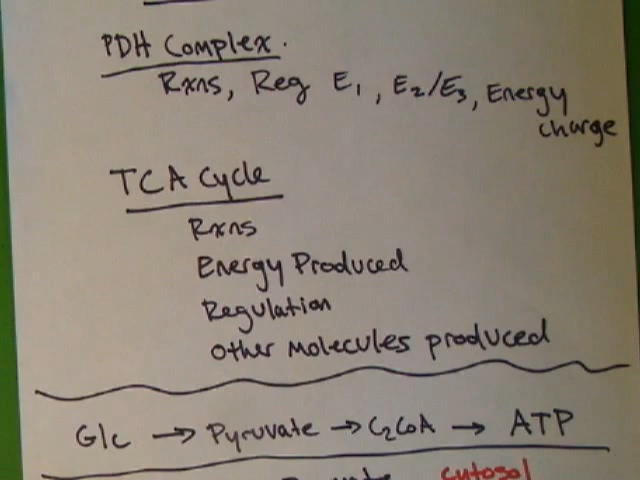 PDH Complex.
Rxns, Reg E₁, E₂/E₃, Energy
charge
TCA Cycle
Rxns
Energy Produced
Regulation
Other Molecules produced
Glc → Pyruvate → C₂CoA → ATP
cytosol